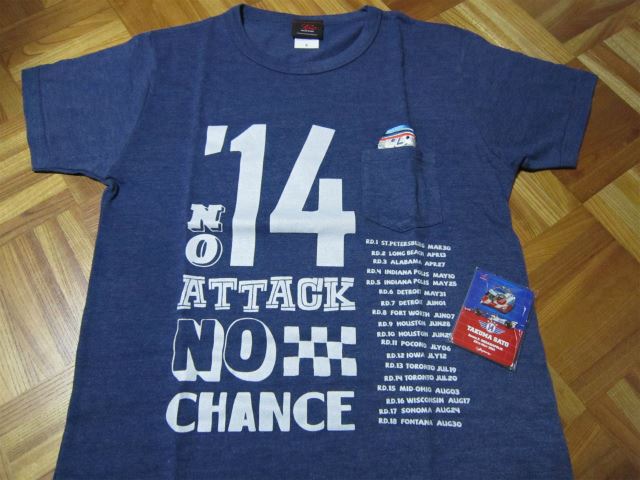 '14
NO
ATTACK
NO
CHANCE
RD.1 ST.PETERSBURG MAR30
RD.2 LONG BEACH APR13
RD.3 ALABAMA APR27
RD.4 INDIANA POLIS MAY10
RD.5 INDIANA POLIS MAY25
RD.6 DETROIT MAY31
RD.7 DETROIT JUN01
RD.8 FORT WORTH JUN07
RD.9 HOUSTON JUN28
RD.10 HOUSTON JUN29
RD.11 POCONO JLY06
RD.12 IOWA JLY12
RD.13 TORONTO JUL19
RD.14 TORONTO JUL20
RD.15 MID-OHIO AUG03
RD.16 WISCONSIN AUG17
RD.17 SONOMA AUG24
RD.18 FONTANA AUG30
14
TAKUMA SATO